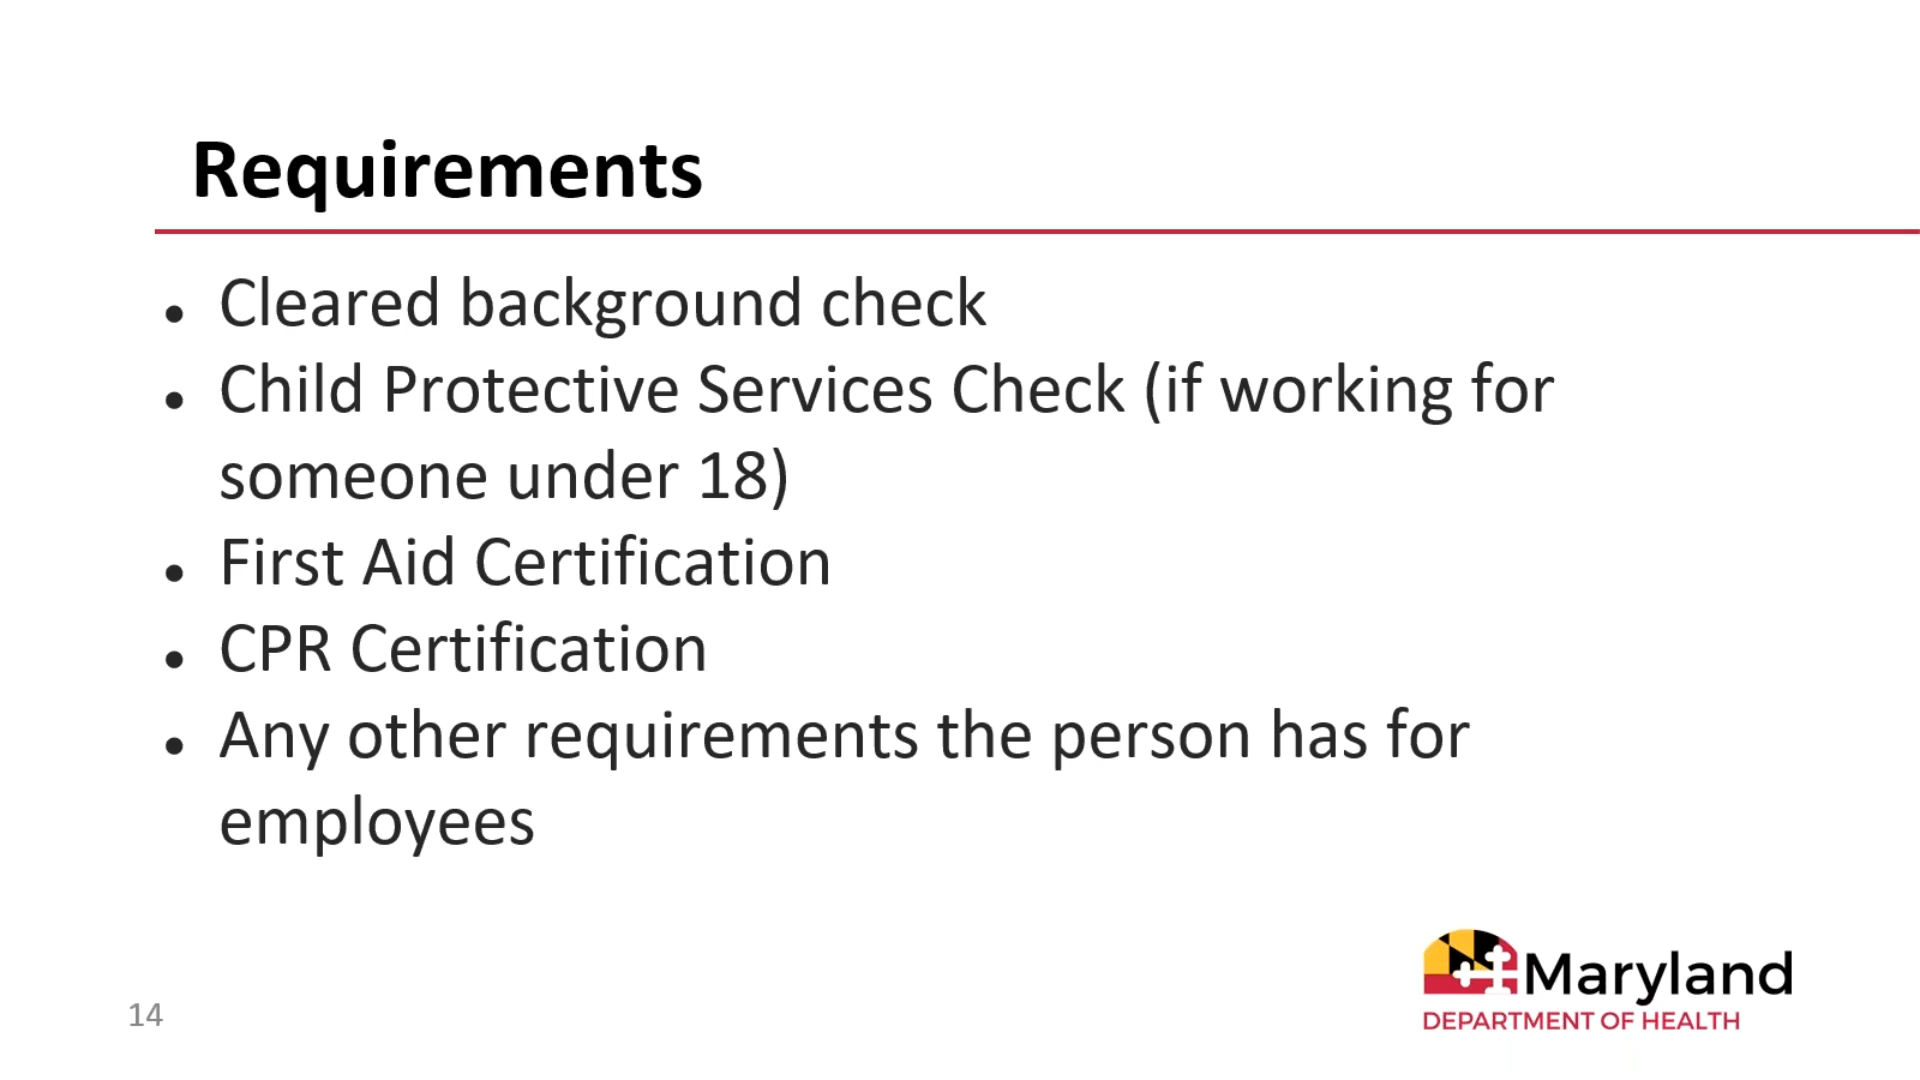 Requirements
• Cleared background check
• Child Protective Services Check (if working for
someone under 18)
• First Aid Certification
• CPR Certification
• Any other requirements the person has for
employees
14
Maryland
DEPARTMENT OF HEALTH